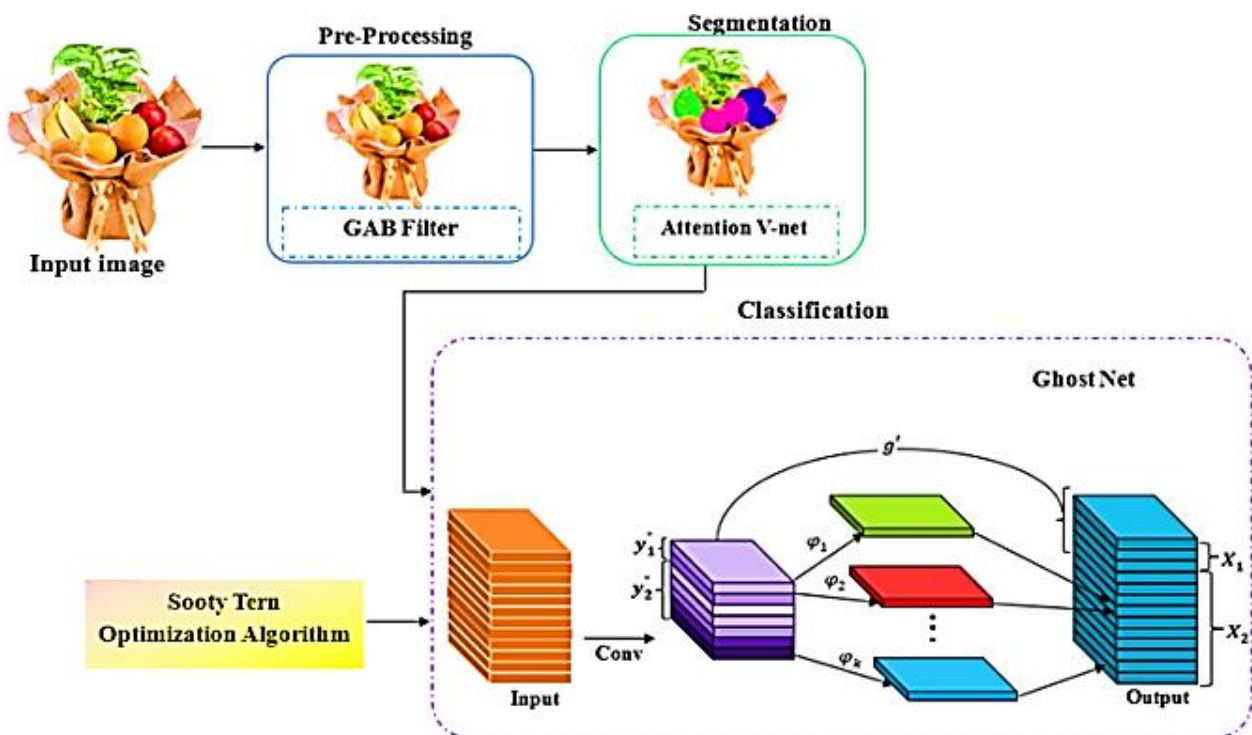 Pre-Processing
Segmentation
GAB Filter
Attention V-net
Input image
Classification
Ghost Net
g'
y₁"
φ₁
X₁
y₂"
φ₂
X₂
Sooty Tern
Optimization Algorithm
Conv
φₖ
Input
Output